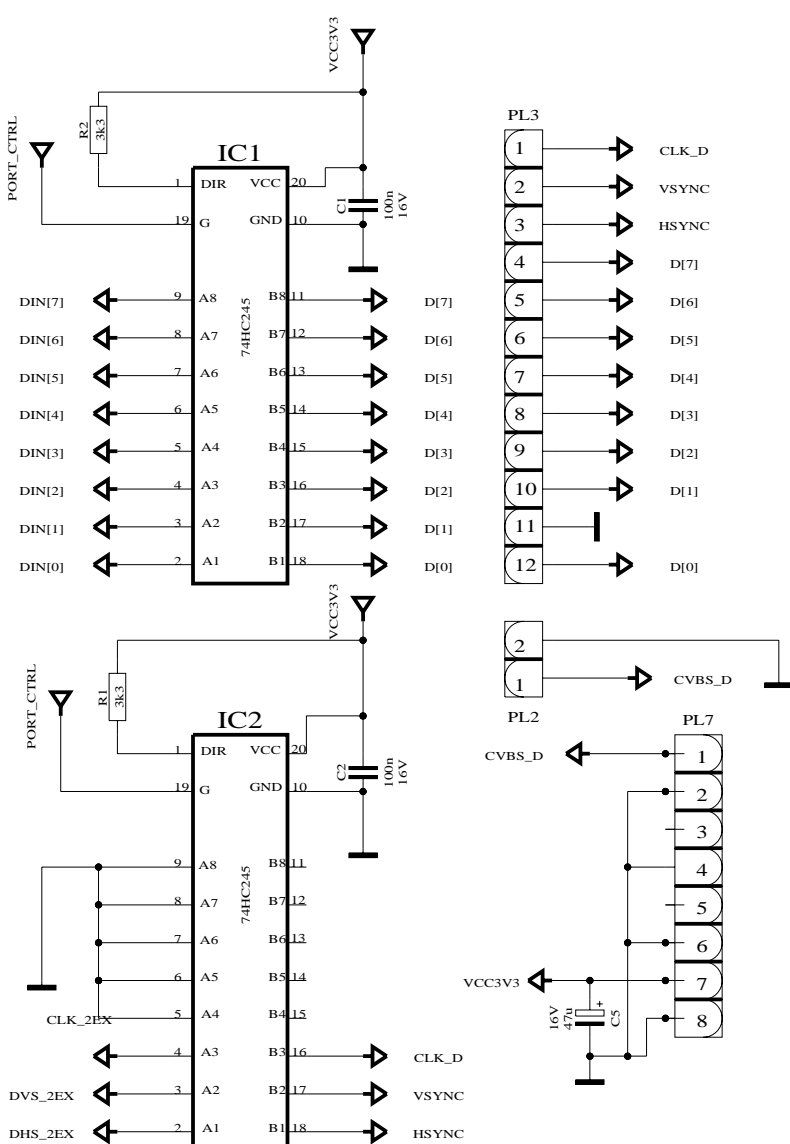 VCC3V3
PORT_CTRL
R2
3k3
IC1
1 DIR VCC 20
19 G GND 10
C1
100n
16V
74HC245
DIN[7] 9 A8 B8 11 D[7]
DIN[6] 8 A7 B7 12 D[6]
DIN[5] 7 A6 B6 13 D[5]
DIN[4] 6 A5 B5 14 D[4]
DIN[3] 5 A4 B4 15 D[3]
DIN[2] 4 A3 B3 16 D[2]
DIN[1] 3 A2 B2 17 D[1]
DIN[0] 2 A1 B1 18 D[0]
PL3
1 CLK_D
2 VSYNC
3 HSYNC
4 D[7]
5 D[6]
6 D[5]
7 D[4]
8 D[3]
9 D[2]
10 D[1]
11
12 D[0]
VCC3V3
PORT_CTRL
R1
3k3
IC2
1 DIR VCC 20
19 G GND 10
C2
100n
16V
74HC245
9 A8 B8 11
8 A7 B7 12
7 A6 B6 13
6 A5 B5 14
5 A4 B4 15
CLK_2EX
4 A3 B3 16 CLK_D
DVS_2EX 3 A2 B2 17 VSYNC
DHS_2EX 2 A1 B1 18 HSYNC
2
1 CVBS_D
PL2
PL7
CVBS_D 1
2
3
4
5
6
VCC3V3 7
8
16V
47u
+
C5